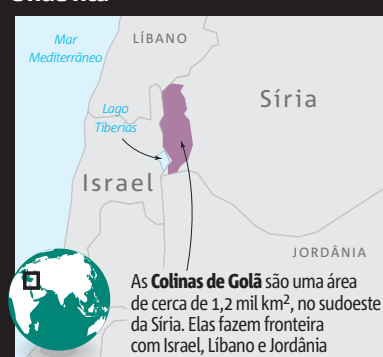 Mar
Mediterrâneo
LÍBANO
Síria
Lago
Tiberias
Israel
JORDÂNIA
As Colinas de Golã são uma área
de cerca de 1,2 mil km², no sudoeste
da Síria. Elas fazem fronteira
com Israel, Líbano e Jordânia